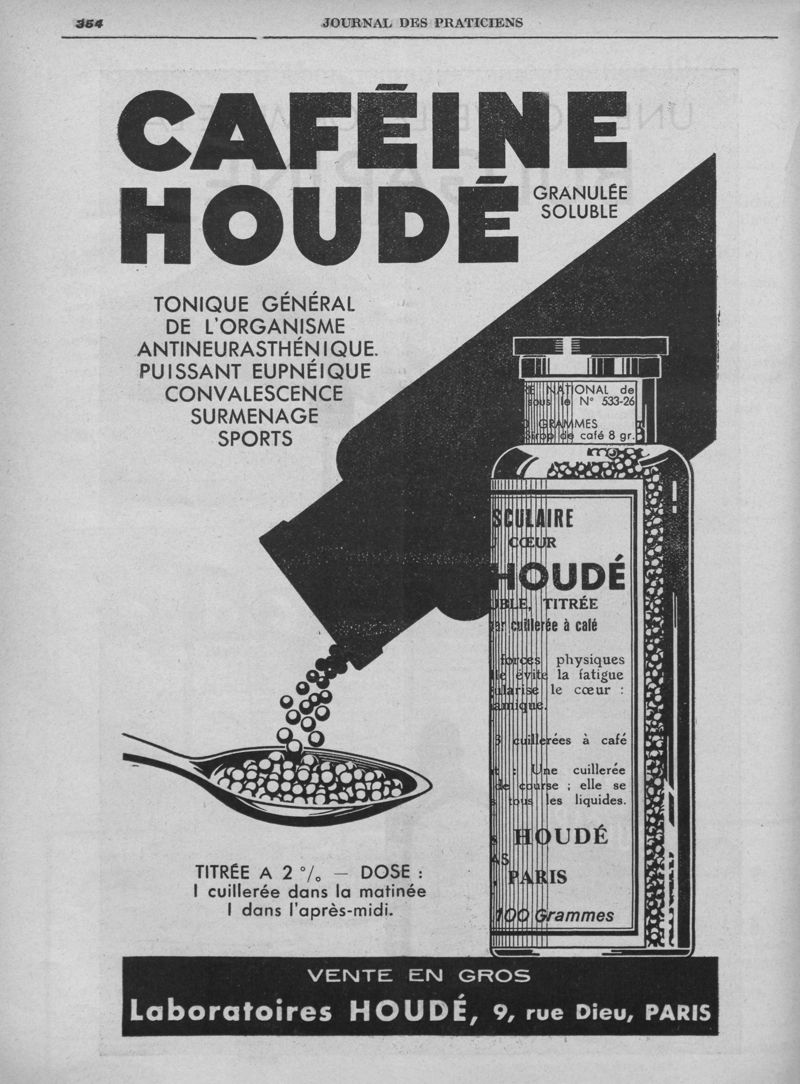 354
JOURNAL DES PRATICIENS
CAFÉINE
HOUDÉ
GRANULÉE
SOLUBLE
TONIQUE GÉNÉRAL
DE L'ORGANISME
ANTINEURASTHÉNIQUE.
PUISSANT EUPNÉIQUE
CONVALESCENCE
SURMENAGE
SPORTS
NATIONAL de
sous le N° 533-26
GRAMMES
Sirop de café 8 gr.
SCULAIRE
CŒUR
HOUDÉ
UBLE, TITRÉE
par cuillerée à café
forces physiques
lle évite la fatigue
gularise le cœur :
amique.
3 cuillerées à café
t : Une cuillerée
de course ; elle se
s tous les liquides.
s HOUDÉ
AS
, PARIS
100 Grammes
TITRÉE A 2 % — DOSE :
1 cuillerée dans la matinée
1 dans l'après-midi.
VENTE EN GROS
Laboratoires HOUDÉ, 9, rue Dieu, PARIS